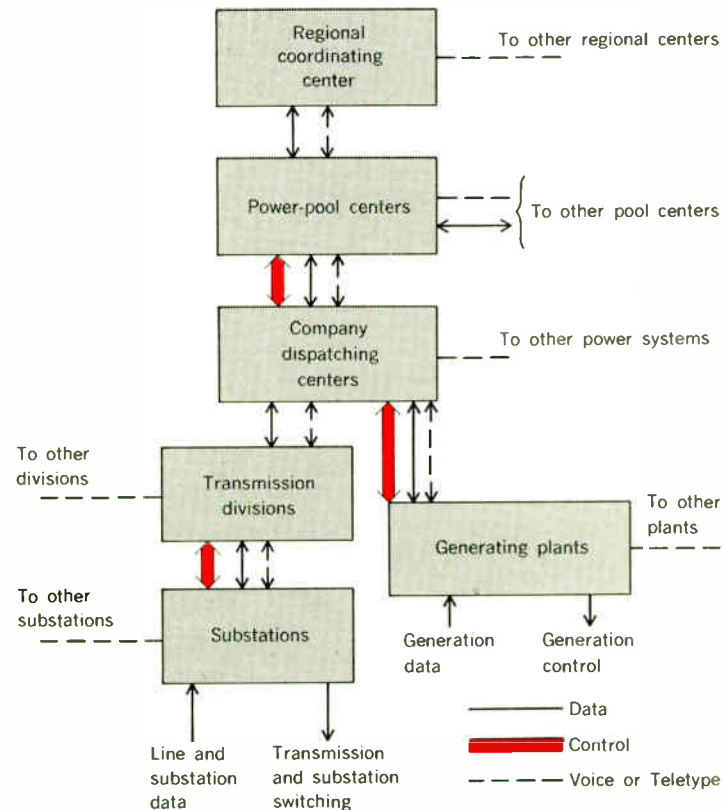 Regional
coordinating
center
To other regional centers
Power-pool centers
To other pool centers
Company
dispatching
centers
To other power systems
To other
divisions
Transmission
divisions
To other
plants
Generating plants
To other
substations
Substations
Generation
data
Generation
control
Line and
substation
data
Transmission
and substation
switching
Data
Control
Voice or Teletype